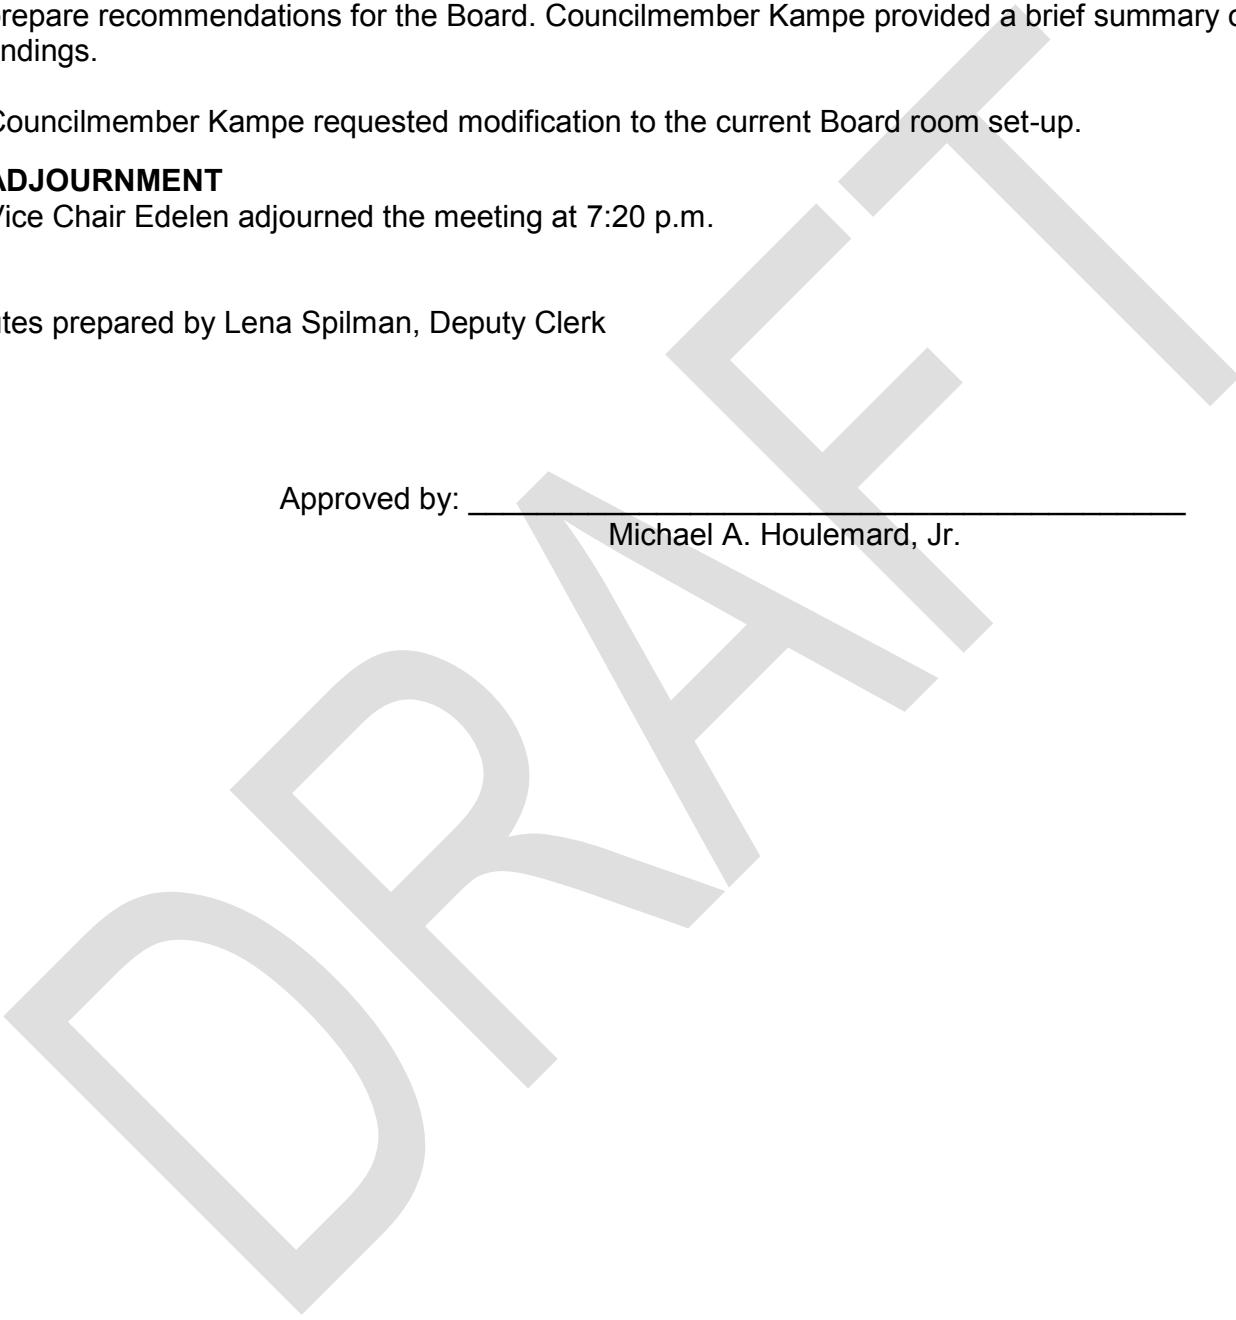 repare recommendations for the Board. Councilmember Kampe provided a brief summary
ndings.
Councilmember Kampe requested modification to the current Board room set-up.
ADJOURNMENT
Vice Chair Edelen adjourned the meeting at 7:20 p.m.
tes prepared by Lena Spilman, Deputy Clerk
Approved by: ____________________________________________
Michael A. Houlemard, Jr.
DRAFT